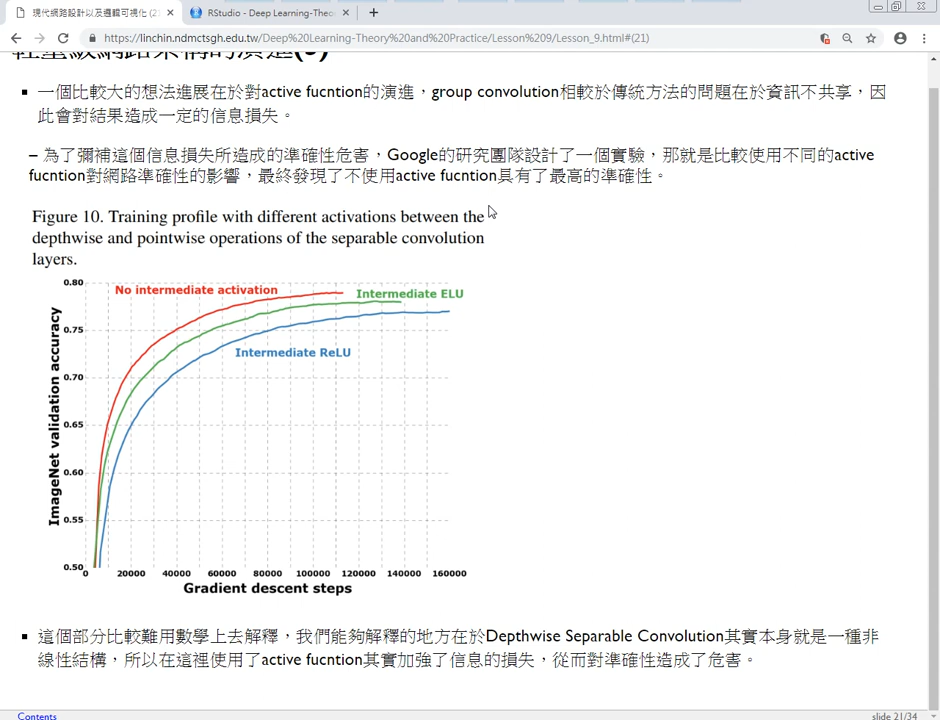 現代網路設計以及邏輯可視化 (2
RStudio - Deep Learning-Theo
https://linchin.ndmctsgh.edu.tw/Deep%20Learning-Theory%20and%20Practice/Lesson%209/Lesson_9.html#(21)
輕量級網路架構的演進(3)
一個比較大的想法進展在於對active fucntion的演進，group convolution相較於傳統方法的問題在於資訊不共享，因
此會對結果造成一定的信息損失。
– 為了彌補這個信息損失所造成的準確性危害，Google的研究團隊設計了一個實驗，那就是比較使用不同的active
fucntion對網路準確性的影響，最終發現了不使用active fucntion具有了最高的準確性。
Figure 10. Training profile with different activations between the
depthwise and pointwise operations of the separable convolution
layers.
No intermediate activation
Intermediate ELU
Intermediate ReLU
ImageNet validation accuracy
0.80
0.75
0.70
0.65
0.60
0.55
0.50
0 20000 40000 60000 80000 100000 120000 140000 160000
Gradient descent steps
這個部分比較難用數學上去解釋，我們能夠解釋的地方在於Depthwise Separable Convolution其實本身就是一種非
線性結構，所以在這裡使用了active fucntion其實加強了信息的損失，從而對準確性造成了危害。
Contents
slide 21/34